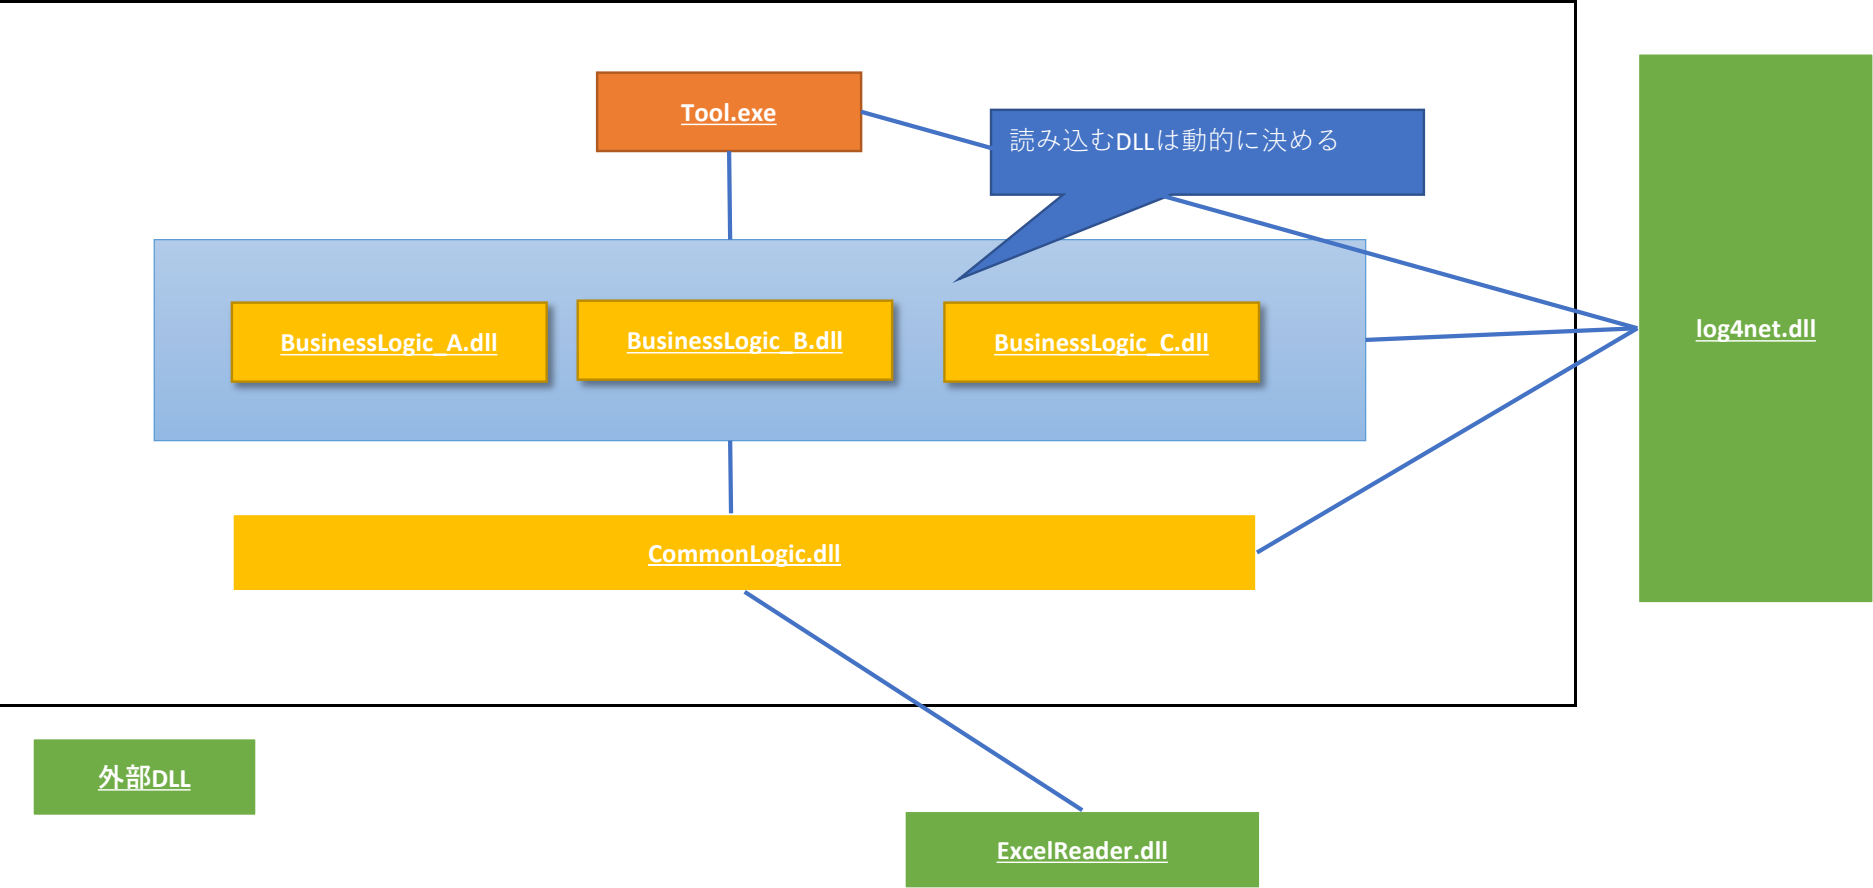 Tool.exe
読み込むDLLは動的に決める
BusinessLogic_A.dll
BusinessLogic_B.dll
BusinessLogic_C.dll
log4net.dll
CommonLogic.dll
外部DLL
ExcelReader.dll